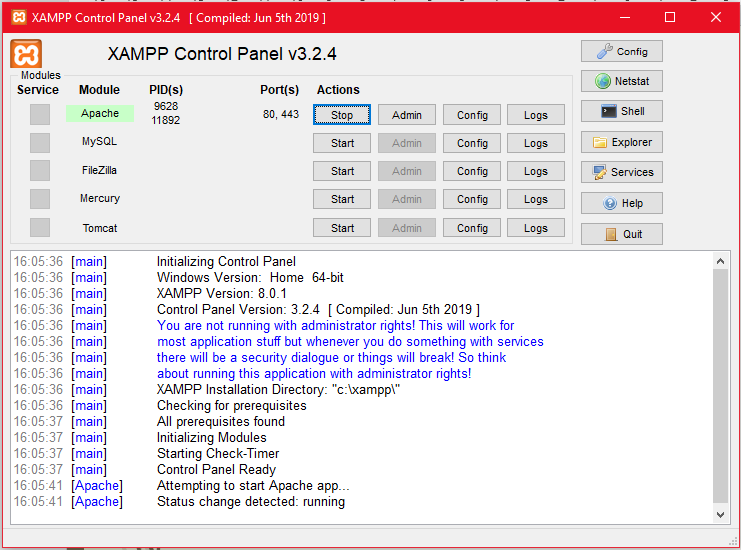 XAMPP Control Panel v3.2.4 [ Compiled: Jun 5th 2019 ]
XAMPP Control Panel v3.2.4
Config
Modules
Service Module PID(s) Port(s) Actions
Netstat
Apache 9628 11892 80, 443 Stop Admin Config Logs
Shell
MySQL Start Admin Config Logs
Explorer
FileZilla Start Admin Config Logs
Services
Mercury Start Admin Config Logs
Help
Tomcat Start Admin Config Logs
Quit
16:05:36 [main] Initializing Control Panel
16:05:36 [main] Windows Version: Home 64-bit
16:05:36 [main] XAMPP Version: 8.0.1
16:05:36 [main] Control Panel Version: 3.2.4 [ Compiled: Jun 5th 2019 ]
16:05:36 [main] You are not running with administrator rights! This will work for
16:05:36 [main] most application stuff but whenever you do something with services
16:05:36 [main] there will be a security dialogue or things will break! So think
16:05:36 [main] about running this application with administrator rights!
16:05:36 [main] XAMPP Installation Directory: "c:\xampp\"
16:05:36 [main] Checking for prerequisites
16:05:37 [main] All prerequisites found
16:05:37 [main] Initializing Modules
16:05:37 [main] Starting Check-Timer
16:05:37 [main] Control Panel Ready
16:05:41 [Apache] Attempting to start Apache app...
16:05:41 [Apache] Status change detected: running